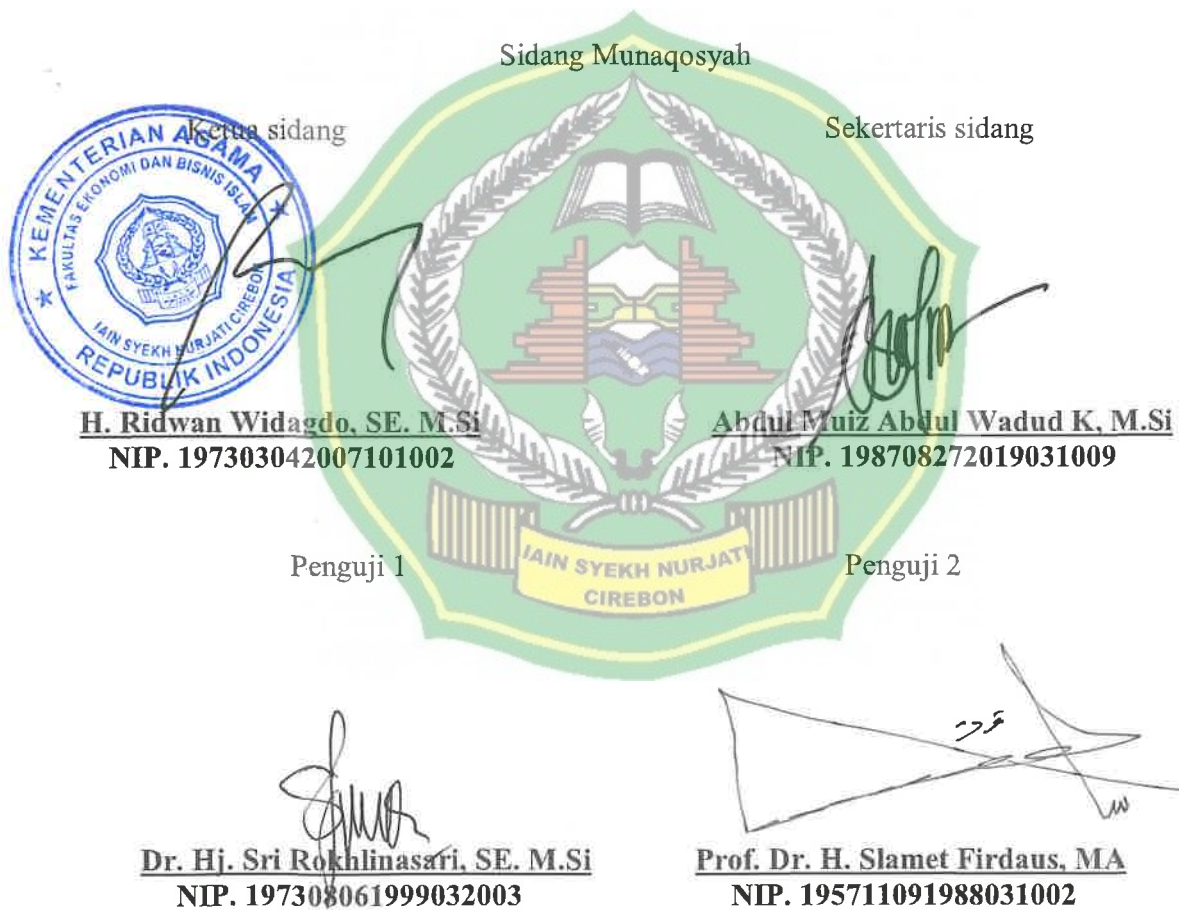 Sidang Munaqosyah
Ketua sidang
Sekertaris sidang
KEMENTERIAN AGAMA
FAKULTAS EKONOMI DAN BISNIS ISLAM
IAIN SYEKH NURJATI CIREBON
REPUBLIK INDONESIA
H. Ridwan Widagdo, SE. M.Si
NIP. 197303042007101002
Abdul Muiz Abdul Wadud K, M.Si
NIP. 198708272019031009
Penguji 1
Penguji 2
IAIN SYEKH NURJATI
CIREBON
Dr. Hj. Sri Rokhlinasari, SE. M.Si
NIP. 197308061999032003
Prof. Dr. H. Slamet Firdaus, MA
NIP. 195711091988031002